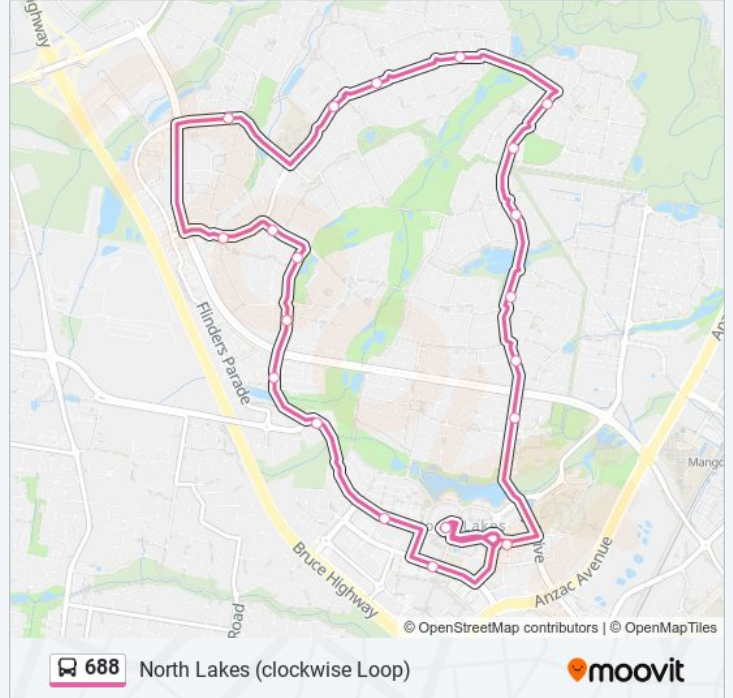 Highway
Flinders Parade
An
Mango
Lakes
ive
Bruce Highway
Anzac Avenue
Road
© OpenStreetMap contributors | © OpenMapTiles
688 North Lakes (clockwise Loop) moovit